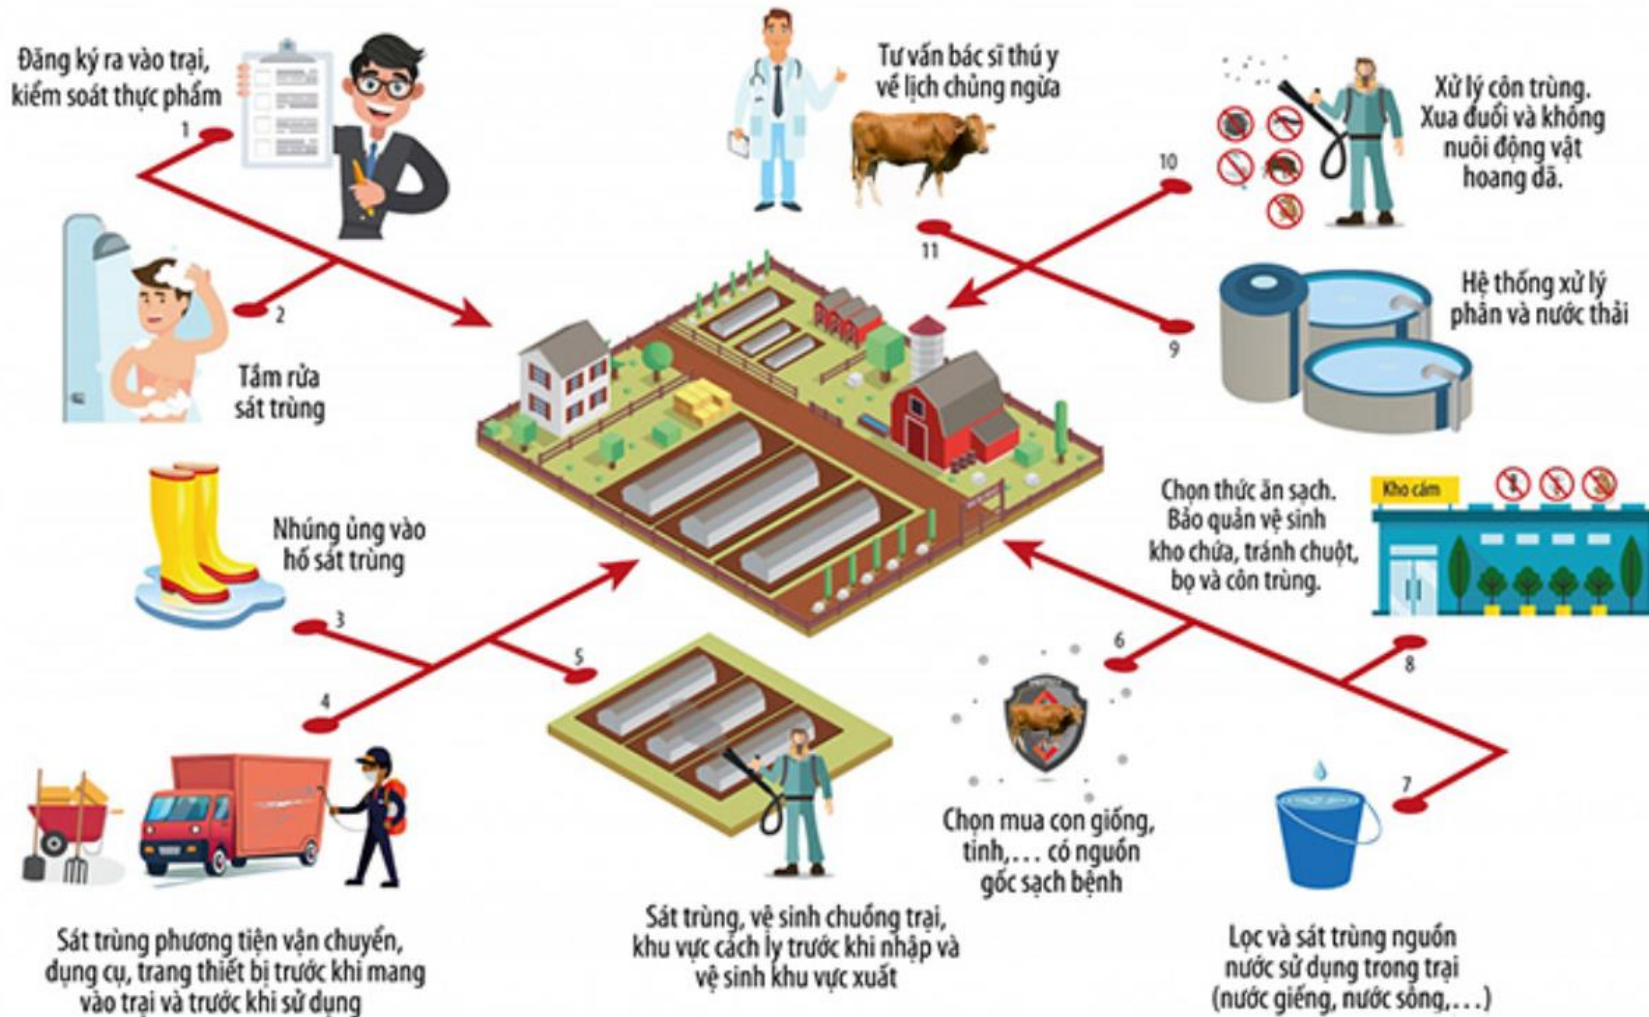 Đăng ký ra vào trại,
kiểm soát thực phẩm
1
2
Tắm rửa
sát trùng
Nhúng ủng vào
hố sát trùng
3
4
Sát trùng phương tiện vận chuyển,
dụng cụ, trang thiết bị trước khi mang
vào trại và trước khi sử dụng
5
Sát trùng, vệ sinh chuồng trại,
khu vực cách ly trước khi nhập và
vệ sinh khu vực xuất
6
PROTECT
Chọn mua con giống,
tinh,... có nguồn
gốc sạch bệnh
7
Lọc và sát trùng nguồn
nước sử dụng trong trại
(nước giếng, nước sông,...)
Chọn thức ăn sạch.
Bảo quản vệ sinh
kho chứa, tránh chuột,
bọ và côn trùng.
Kho cám
8
Hệ thống xử lý
phân và nước thải
9
Xử lý côn trùng.
Xua đuổi và không
nuôi động vật
hoang dã.
10
Tư vấn bác sĩ thú y
về lịch chủng ngừa
11